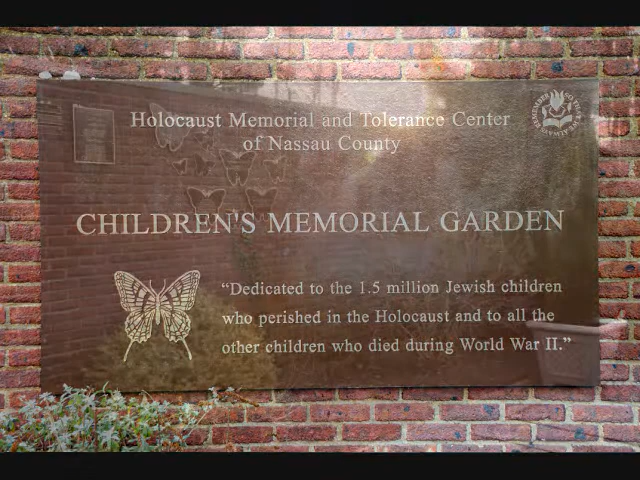 Holocaust Memorial and Tolerance Center
of Nassau County
CHILDREN'S MEMORIAL GARDEN
“Dedicated to the 1.5 million Jewish children
who perished in the Holocaust and to all the
other children who died during World War II.”